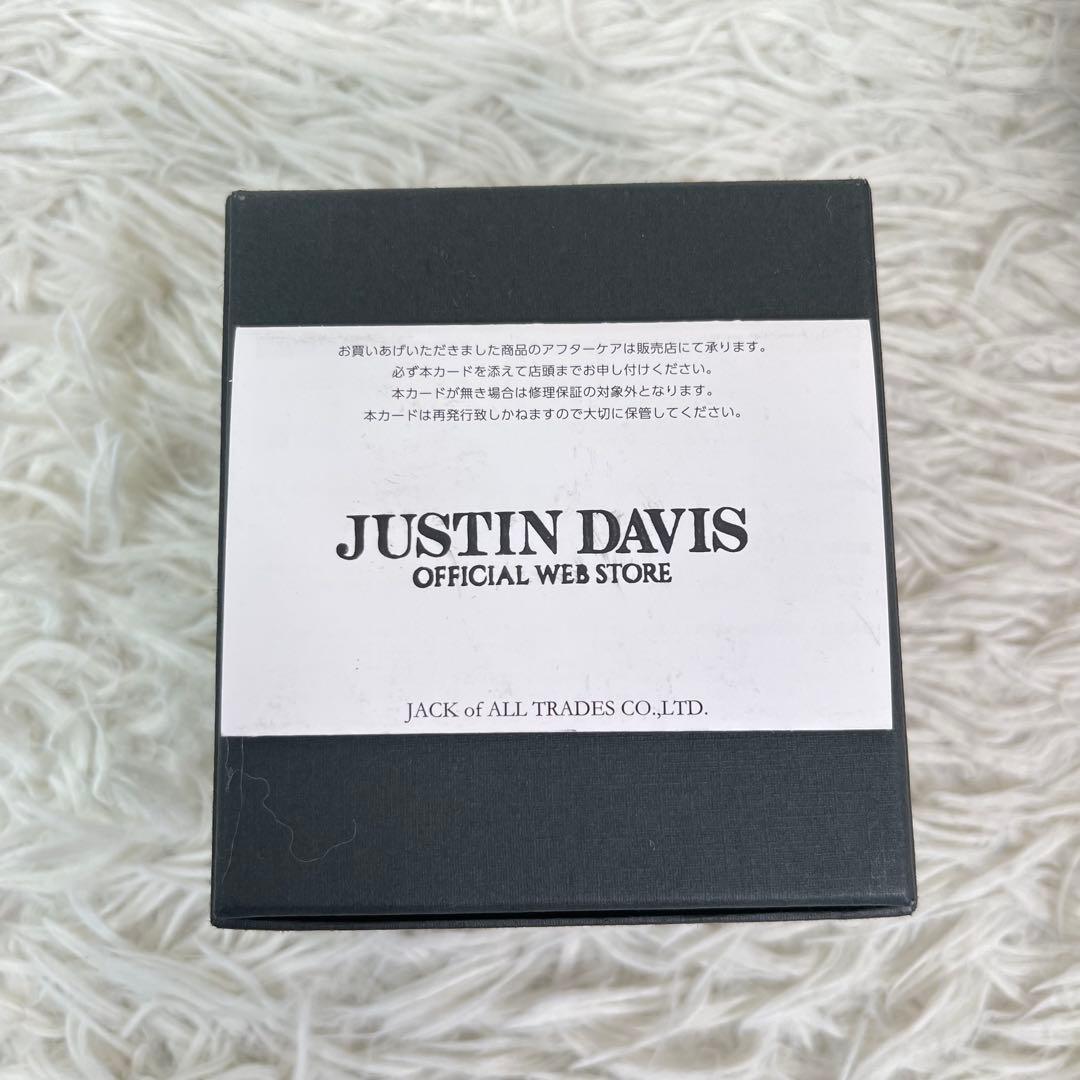 お買いあげいただきました商品のアフターケアは販売店にて承ります。
必ず本カードを添えて店頭までお申し付けください。
本カードが無き場合は修理保証の対象外となります。
本カードは再発行致しかねますので大切に保管してください。
JUSTIN DAVIS
OFFICIAL WEB STORE
JACK of ALL TRADES CO.,LTD.